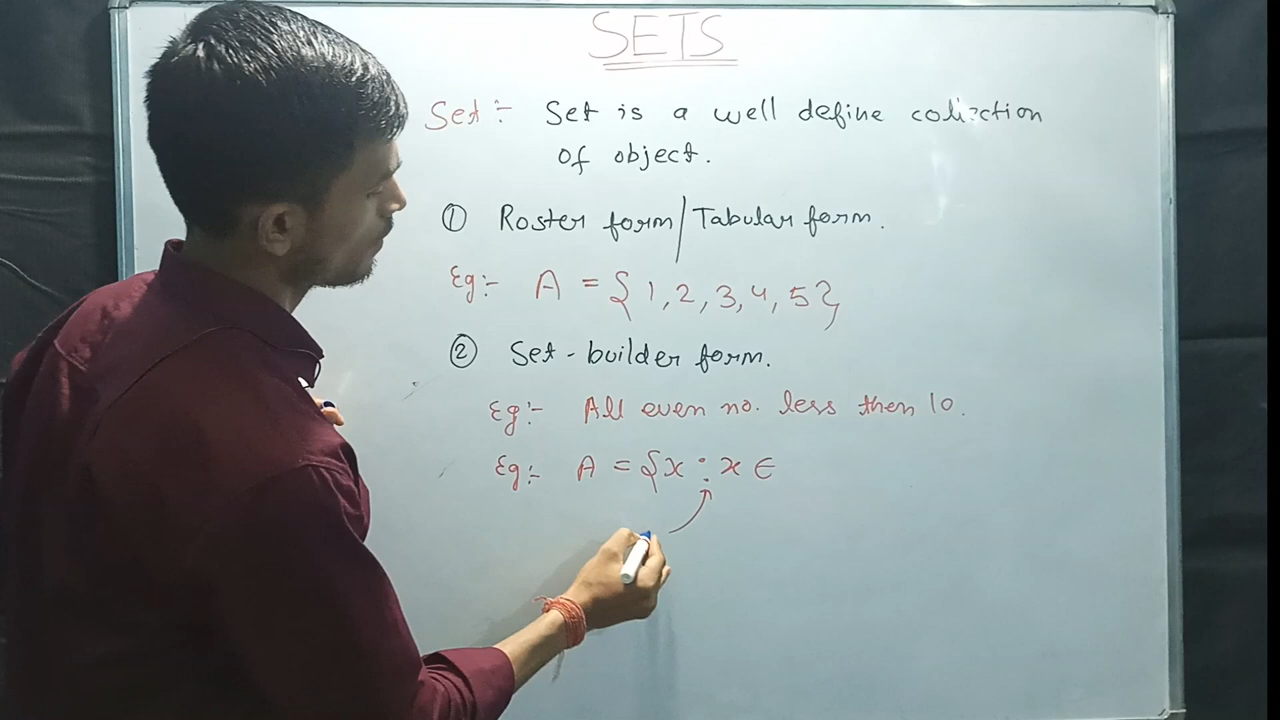 SETS
Set :- Set is a well define collection
of object.
① Roster form/Tabular form.
Eg:- A = {1,2,3,4,5}
② Set-builder form.
Eg:- All even no. less then 10.
Eg:- A = {x : x ∈